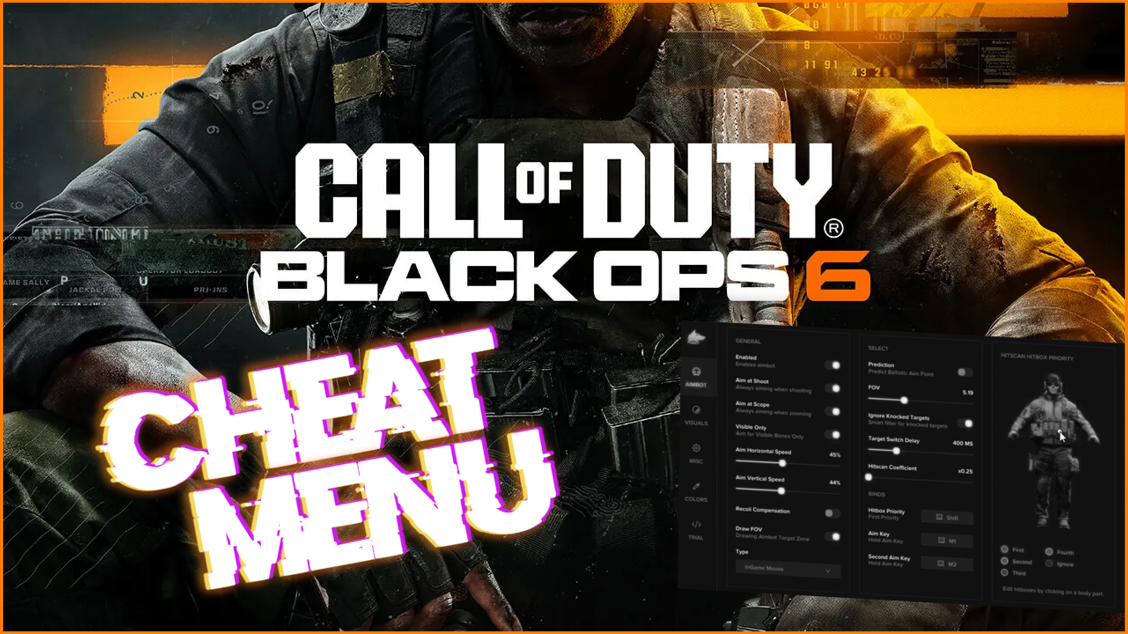 11 91
43 25
CALL OF DUTY®
BLACK OPS 6
CHEAT
MENU
P
U
PRJ-JNS
AIMBOT
VISUALS
MISC
COLORS
TRIAL
GENERAL
Enabled
Enables aimbot
Aim at Shoot
Always aiming when shooting
Aim at Scope
Always aiming when zooming
Visible Only
Aim for Visible Bones Only
Aim Horizontal Speed 45%
Aim Vertical Speed 44%
Recoil Compensation
Draw FOV
Drawing Aimbot Target Zone
Type
InGame Mouse
SELECT
Prediction
Predict Ballistic Aim Point
FOV 5.19
Ignore Knocked Targets
Smart filter for knocked targets
Target Switch Delay 400 MS
Hitscan Coefficient x0.25
BINDS
Hitbox Priority
First Priority
Shift
Aim Key
Hold Aim Key
M1
Second Aim Key
Hold Aim Key
M2
HITSCAN HITBOX PRIORITY
First Fourth
Second Ignore
Third
Edit hitboxes by clicking on a body part.